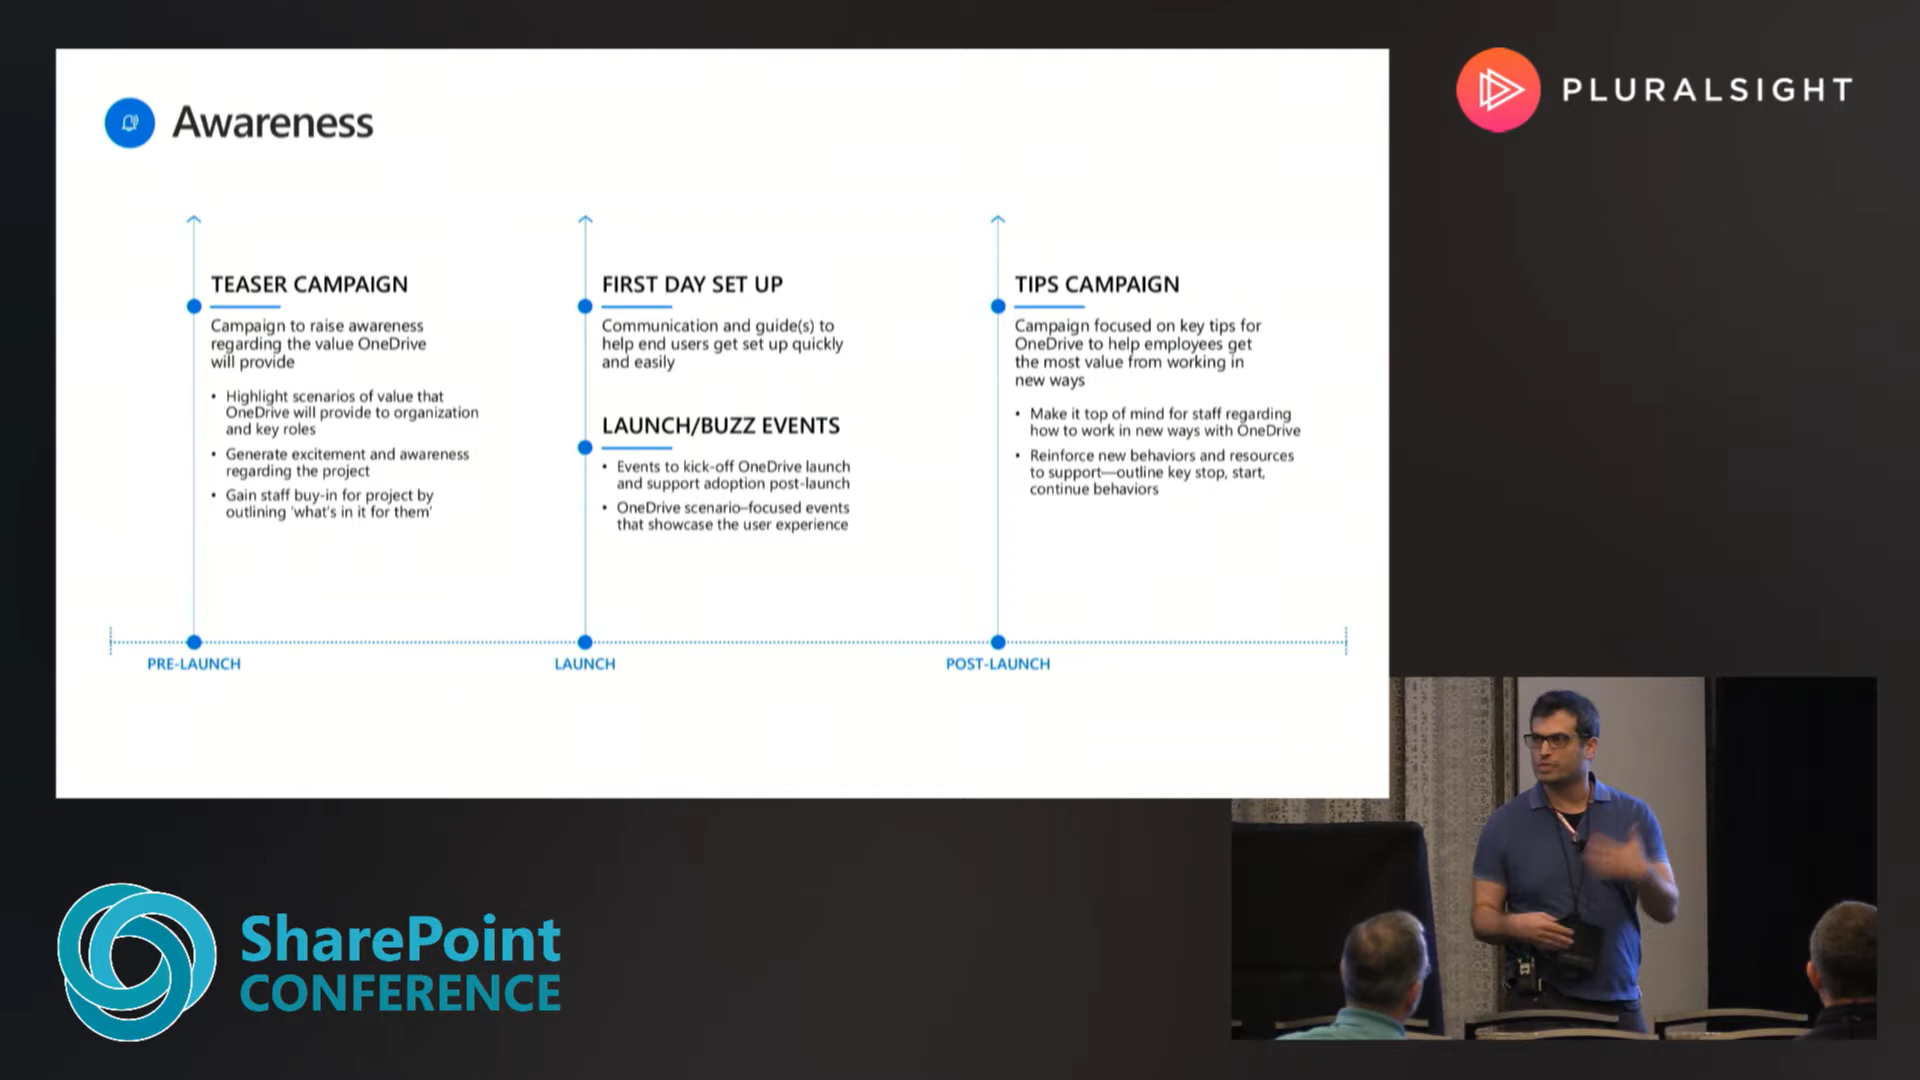 Awareness
PLURALSIGHT
TEASER CAMPAIGN
Campaign to raise awareness
regarding the value OneDrive
will provide
• Highlight scenarios of value that
OneDrive will provide to organization
and key roles
• Generate excitement and awareness
regarding the project
• Gain staff buy-in for project by
outlining 'what's in it for them'
FIRST DAY SET UP
Communication and guide(s) to
help end users get set up quickly
and easily
LAUNCH/BUZZ EVENTS
• Events to kick-off OneDrive launch
and support adoption post-launch
• OneDrive scenario–focused events
that showcase the user experience
TIPS CAMPAIGN
Campaign focused on key tips for
OneDrive to help employees get
the most value from working in
new ways
• Make it top of mind for staff regarding
how to work in new ways with OneDrive
• Reinforce new behaviors and resources
to support—outline key stop, start,
continue behaviors
PRE-LAUNCH
LAUNCH
POST-LAUNCH
SharePoint
CONFERENCE